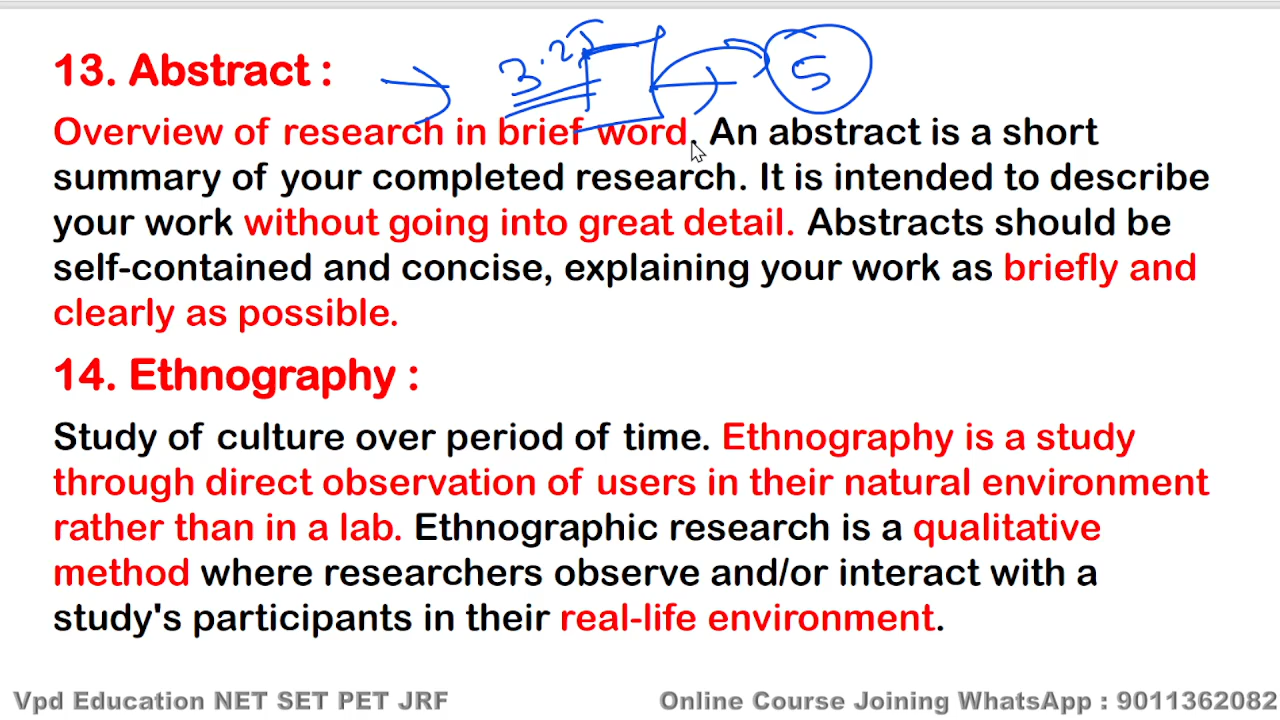 13. Abstract :
Overview of research in brief word. An abstract is a short
summary of your completed research. It is intended to describe
your work without going into great detail. Abstracts should be
self-contained and concise, explaining your work as briefly and
clearly as possible.
14. Ethnography :
Study of culture over period of time. Ethnography is a study
through direct observation of users in their natural environment
rather than in a lab. Ethnographic research is a qualitative
method where researchers observe and/or interact with a
study's participants in their real-life environment.
Vpd Education NET SET PET JRF Online Course Joining WhatsApp : 9011362082